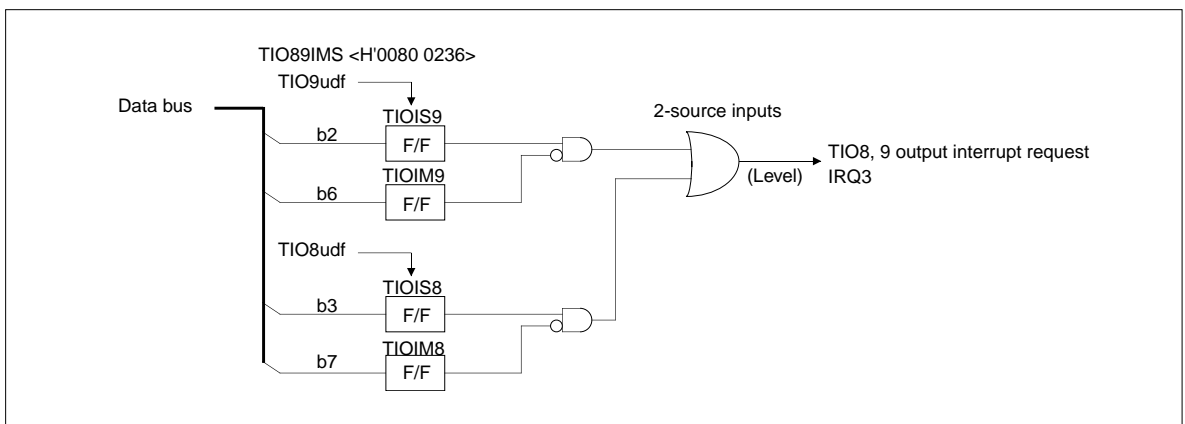 TIO89IMS <H'0080 0236>
TIO9udf
Data bus
TIOIS9
2-source inputs
b2
F/F
TIO8, 9 output interrupt request
TIOIM9
(Level)
IRQ3
b6
F/F
TIO8udf
TIOIS8
b3
F/F
TIOIM8
b7
F/F